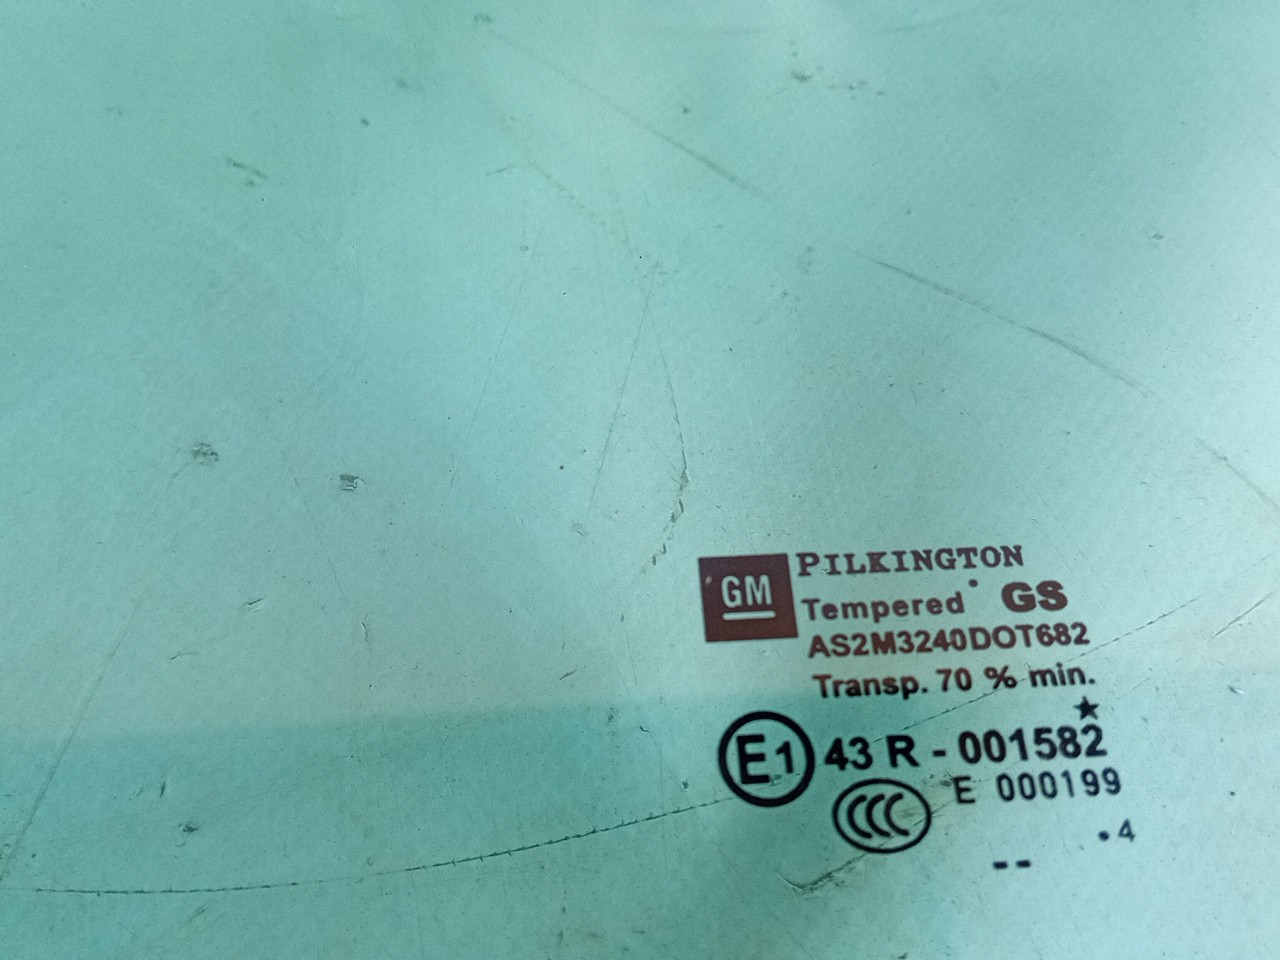 GM
PILKINGTON
Tempered GS
AS2M3240DOT682
Transp. 70 % min.
E1 43 R - 001582
CCC E 000199
. 4
--